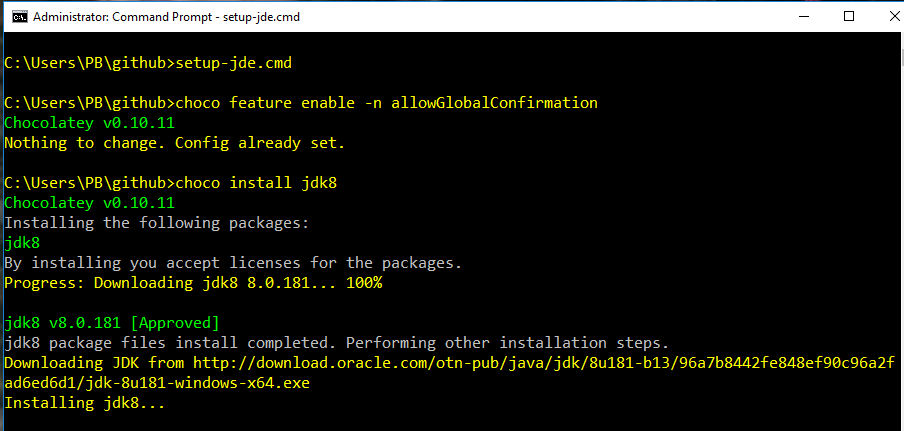 Administrator: Command Prompt - setup-jde.cmd
C:\Users\PB\github>setup-jde.cmd
C:\Users\PB\github>choco feature enable -n allowGlobalConfirmation
Chocolatey v0.10.11
Nothing to change. Config already set.
C:\Users\PB\github>choco install jdk8
Chocolatey v0.10.11
Installing the following packages:
jdk8
By installing you accept licenses for the packages.
Progress: Downloading jdk8 8.0.181... 100%
jdk8 v8.0.181 [Approved]
jdk8 package files install completed. Performing other installation steps.
Downloading JDK from http://download.oracle.com/otn-pub/java/jdk/8u181-b13/96a7b8442fe848ef90c96a2f
ad6ed6d1/jdk-8u181-windows-x64.exe
Installing jdk8...